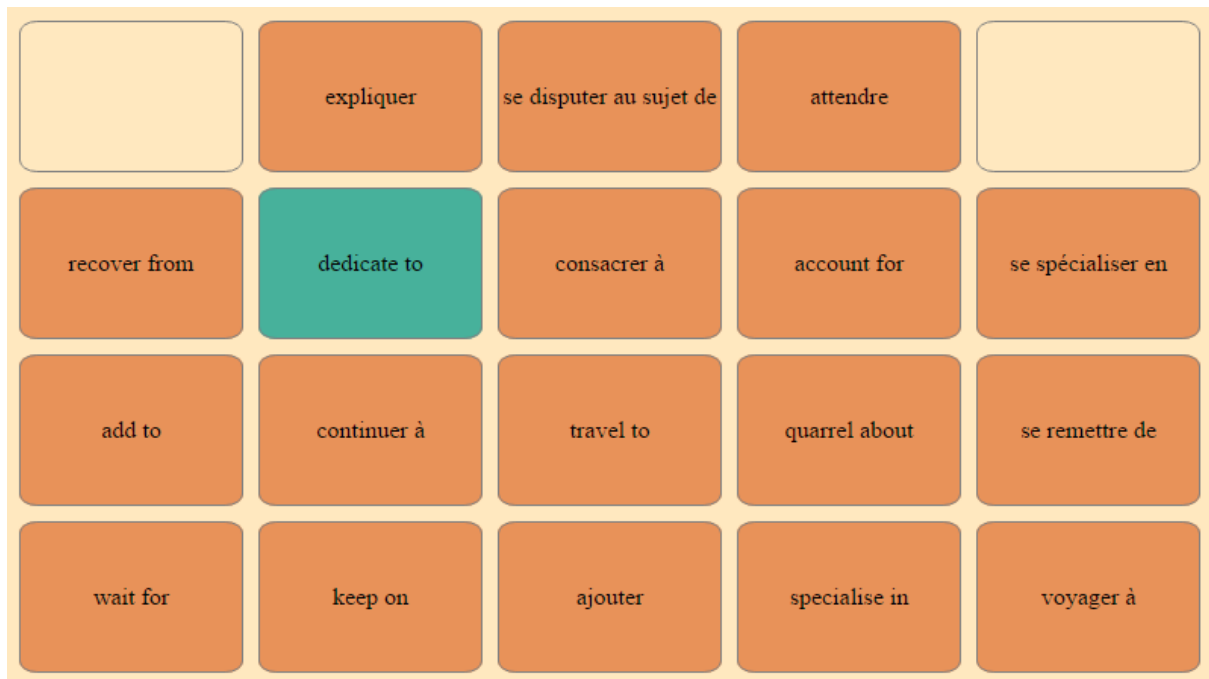 expliquer
se disputer au sujet de
attendre
recover from
dedicate to
consacrer à
account for
se spécialiser en
add to
continuer à
travel to
quarrel about
se remettre de
wait for
keep on
ajouter
specialise in
voyager à